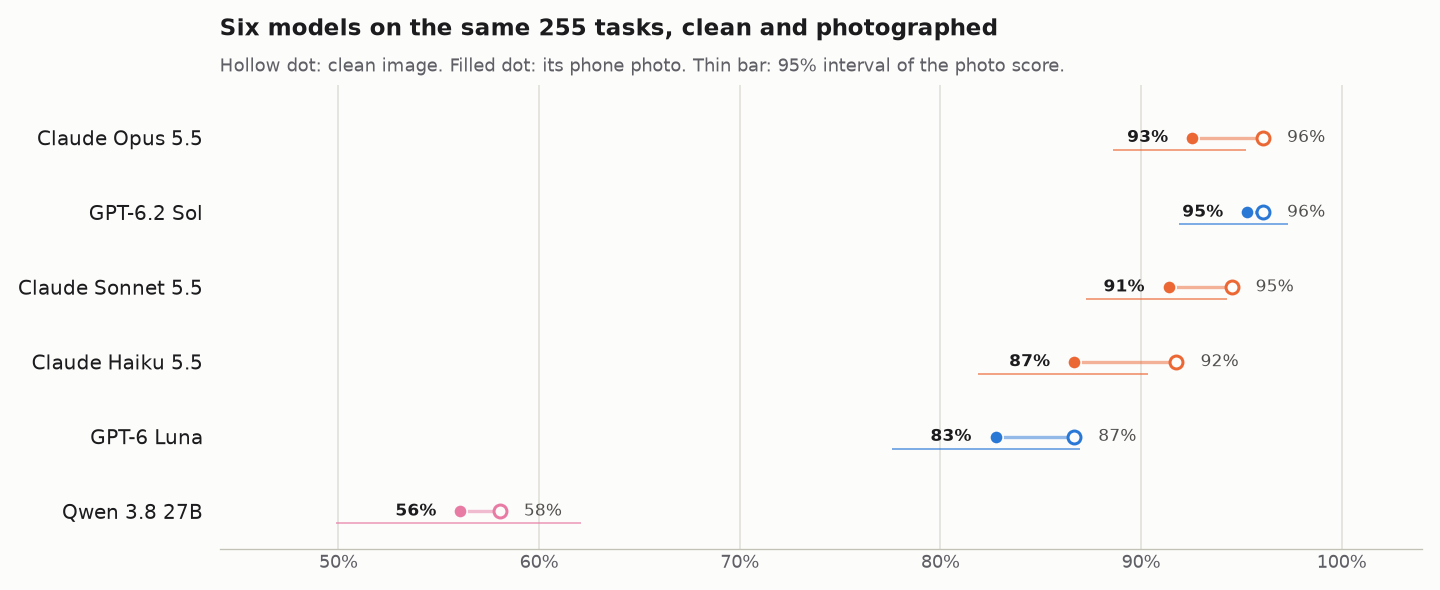 Six models on the same 255 tasks, clean and photographed
Hollow dot: clean image. Filled dot: its phone photo. Thin bar: 95% interval of the photo score.
Claude Opus 5.5 93% 96%
GPT-6.2 Sol 95% 96%
Claude Sonnet 5.5 91% 95%
Claude Haiku 5.5 87% 92%
GPT-6 Luna 83% 87%
Qwen 3.8 27B 56% 58%
50% 60% 70% 80% 90% 100%